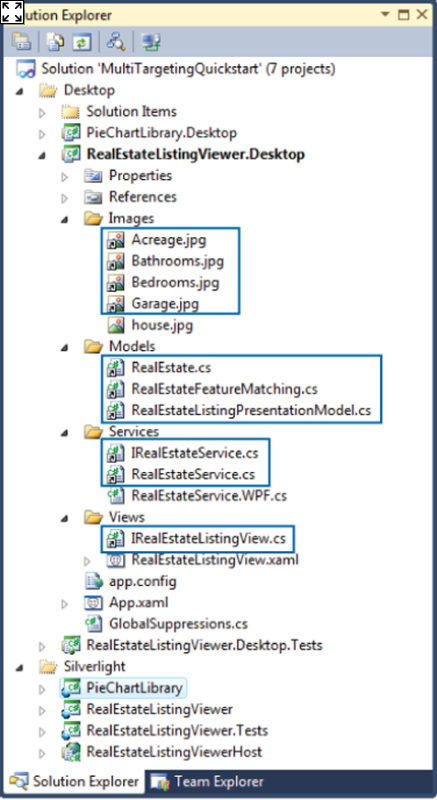 olution Explorer
Solution 'MultiTargetingQuickstart' (7 projects)
Desktop
Solution Items
PieChartLibrary.Desktop
RealEstateListingViewer.Desktop
Properties
References
Images
Acreage.jpg
Bathrooms.jpg
Bedrooms.jpg
Garage.jpg
house.jpg
Models
RealEstate.cs
RealEstateFeatureMatching.cs
RealEstateListingPresentationModel.cs
Services
IRealEstateService.cs
RealEstateService.cs
RealEstateService.WPF.cs
Views
IRealEstateListingView.cs
RealEstateListingView.xaml
app.config
App.xaml
GlobalSuppressions.cs
RealEstateListingViewer.Desktop.Tests
Silverlight
PieChartLibrary
RealEstateListingViewer
RealEstateListingViewer.Tests
RealEstateListingViewerHost
Solution Explorer Team Explorer